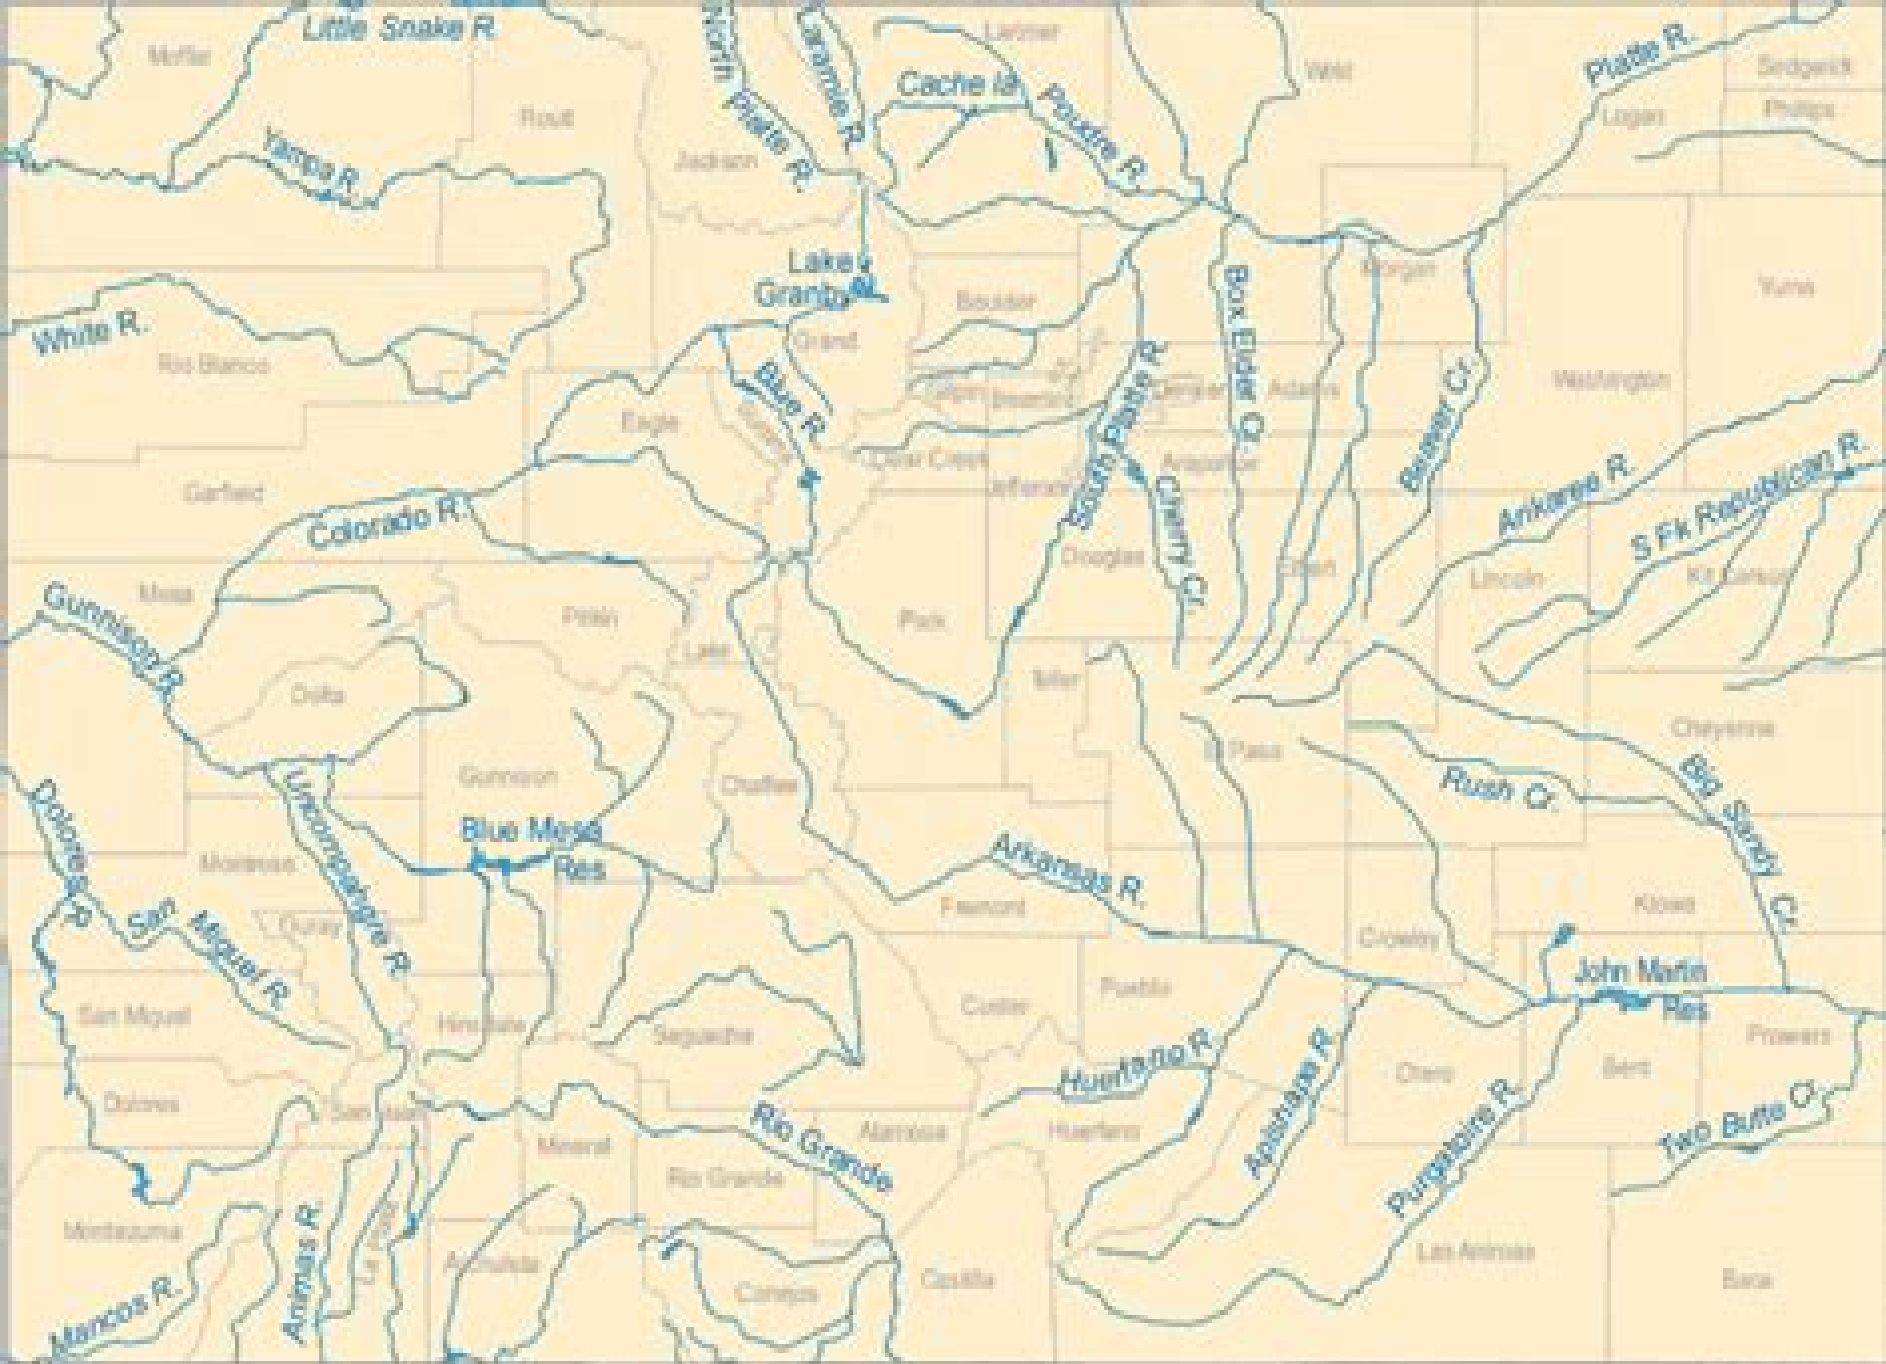 Little Snake R.
North Platte R.
Laramie R.
Larimer
Moffat
Cache la Poudre R.
Weld
Platte R.
Sedgwick
Phillips
Logan
Routt
Yampa R.
Jackson
Lake
Granby
Boulder
Morgan
Yuma
White R.
Rio Blanco
Grand
Blue R.
Box Elder Cr.
Adams
Beaver Cr.
Washington
Eagle
South Platte R.
Denver
Clear Creek
Jefferson
Arapahoe
Garfield
Colorado R.
Cherry Cr.
Arikaree R.
S Fk Republican R.
Gunnison R.
Mesa
Pitkin
Lake
Park
Douglas
Elbert
Lincoln
Kit Carson
Delta
Teller
El Paso
Cheyenne
Gunnison
Chaffee
Rush Cr.
Big Sandy Cr.
Dolores R.
Uncompahgre R.
Blue Mesa
Res
Montrose
Arkansas R.
Fremont
Kiowa
San Miguel R.
Ouray
Crowley
John Martin
Res
San Miguel
Hinsdale
Saguache
Custer
Pueblo
Prowers
Huerfano R.
Apishapa R.
Otero
Bent
Dolores
San Juan
Purgatoire R.
Two Butte Cr.
Mineral
Rio Grande
Alamosa
Huerfano
Rio Grande
Montezuma
Animas R.
La Plata
Archuleta
Conejos
Costilla
Las Animas
Baca
Mancos R.